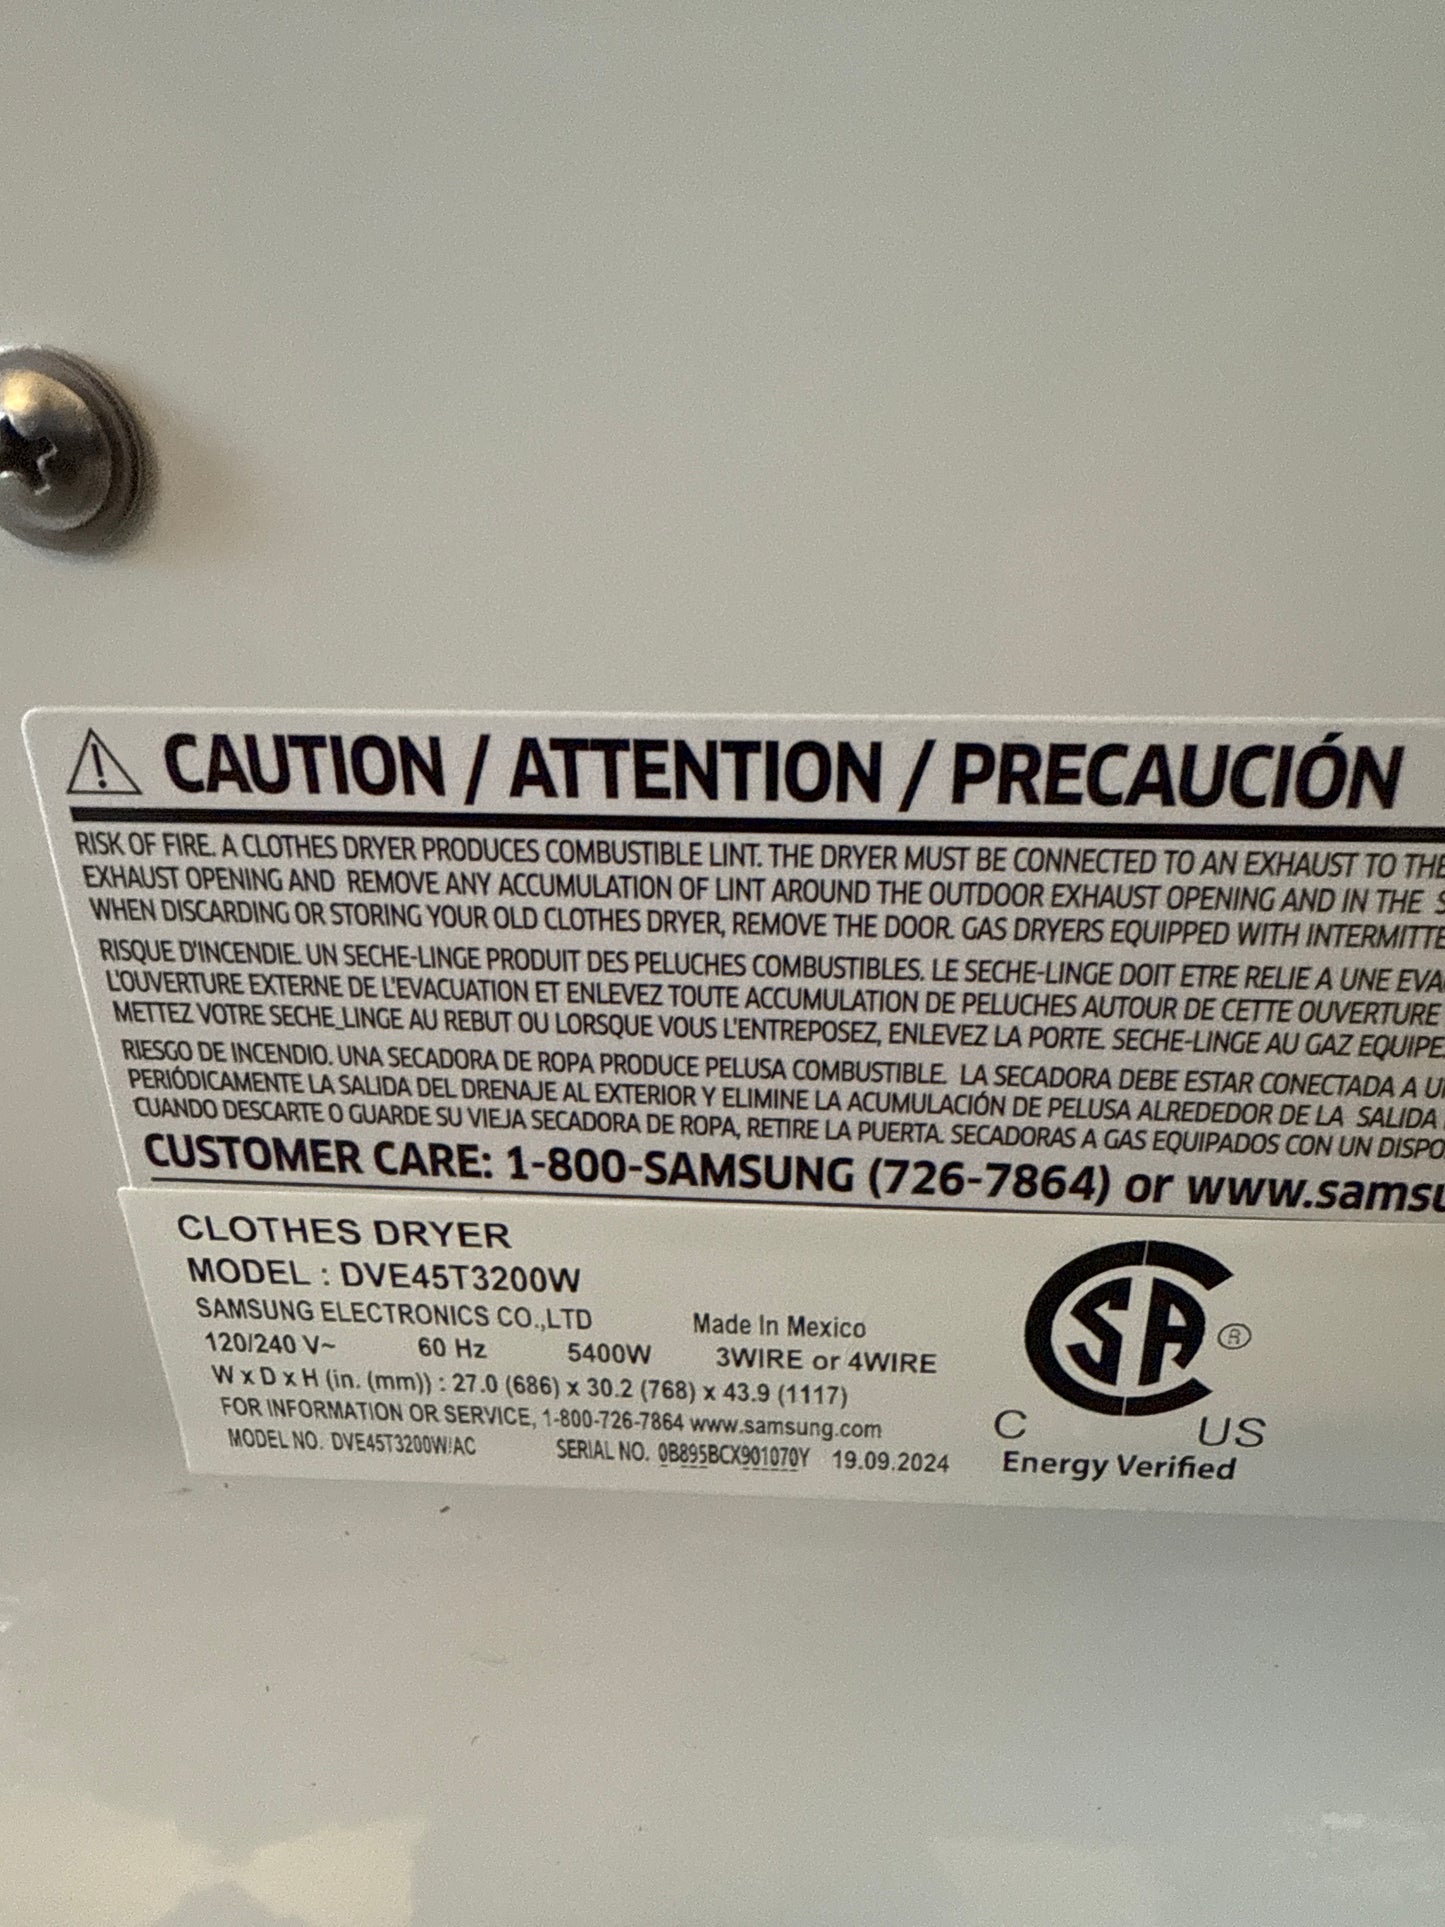 CAUTION / ATTENTION / PRECAUCIÓN
RISK OF FIRE. A CLOTHES DRYER PRODUCES COMBUSTIBLE LINT. THE DRYER MUST BE CONNECTED TO AN EXHAUST TO THE
EXHAUST OPENING AND REMOVE ANY ACCUMULATION OF LINT AROUND THE OUTDOOR EXHAUST OPENING AND IN THE S
WHEN DISCARDING OR STORING YOUR OLD CLOTHES DRYER, REMOVE THE DOOR. GAS DRYERS EQUIPPED WITH INTERMITTE
RISQUE D'INCENDIE. UN SECHE-LINGE PRODUIT DES PELUCHES COMBUSTIBLES. LE SECHE-LINGE DOIT ETRE RELIE A UNE EVA
L'OUVERTURE EXTERNE DE L'EVACUATION ET ENLEVEZ TOUTE ACCUMULATION DE PELUCHES AUTOUR DE CETTE OUVERTURE
METTEZ VOTRE SECHE_LINGE AU REBUT OU LORSQUE VOUS L'ENTREPOSEZ, ENLEVEZ LA PORTE. SECHE-LINGE AU GAZ EQUIPE
RIESGO DE INCENDIO. UNA SECADORA DE ROPA PRODUCE PELUSA COMBUSTIBLE. LA SECADORA DEBE ESTAR CONECTADA A U
PERIÓDICAMENTE LA SALIDA DEL DRENAJE AL EXTERIOR Y ELIMINE LA ACUMULACIÓN DE PELUSA ALREDEDOR DE LA SALIDA
CUANDO DESCARTE O GUARDE SU VIEJA SECADORA DE ROPA, RETIRE LA PUERTA. SECADORAS A GAS EQUIPADOS CON UN DISPO
CUSTOMER CARE: 1-800-SAMSUNG (726-7864) or www.samsu
CLOTHES DRYER
MODEL : DVE45T3200W
SAMSUNG ELECTRONICS CO.,LTD Made In Mexico
120/240 V~ 60 Hz 5400W 3WIRE or 4WIRE
W x D x H (in. (mm)) : 27.0 (686) x 30.2 (768) x 43.9 (1117)
FOR INFORMATION OR SERVICE, 1-800-726-7864 www.samsung.com
MODEL NO. DVE45T3200W/AC SERIAL NO. 0B895BCX901070Y 19.09.2024
SA ®
C US
Energy Verified